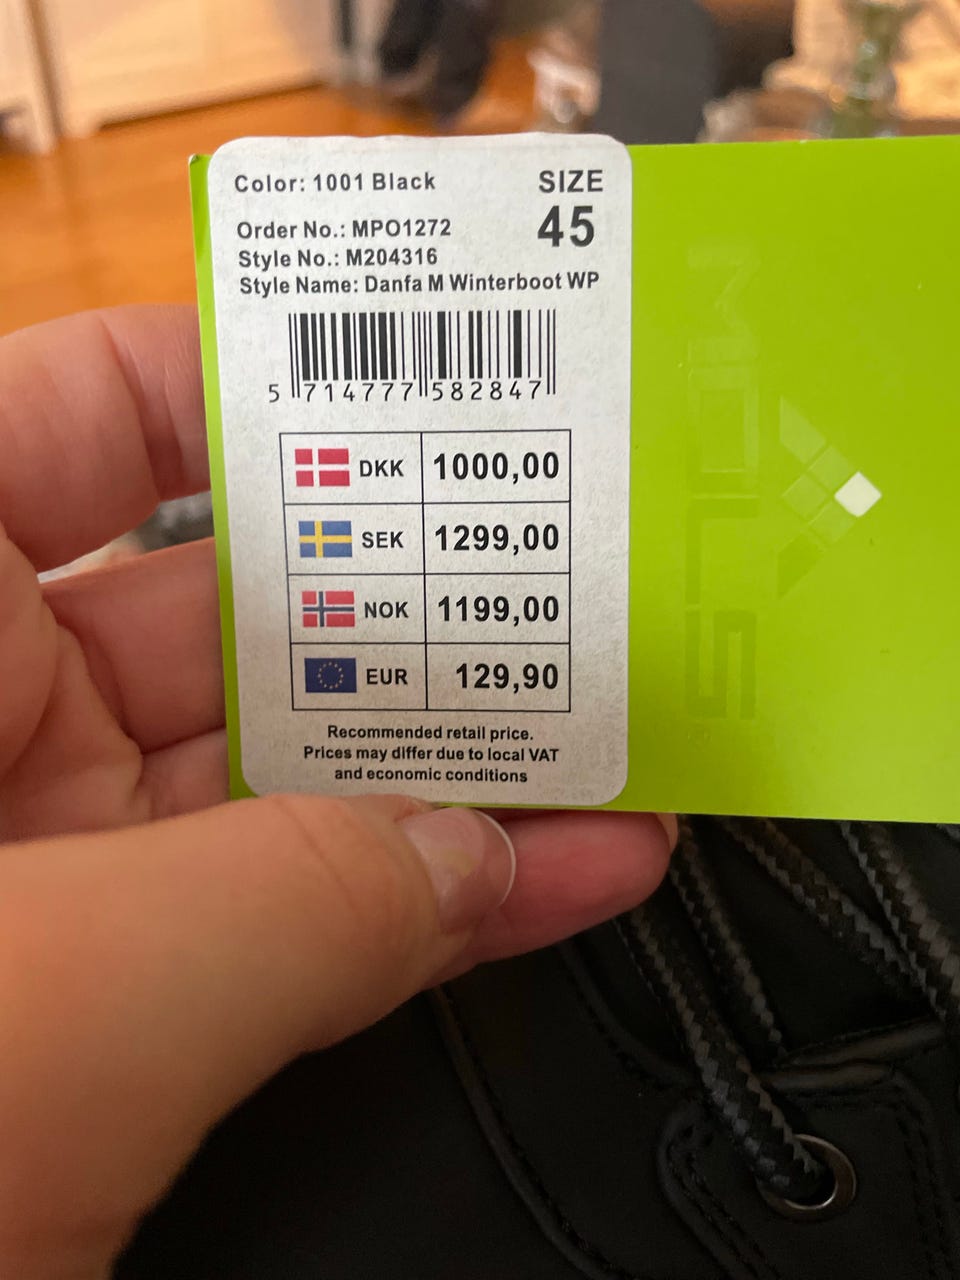 Color: 1001 Black
SIZE
45
Order No.: MPO1272
Style No.: M204316
Style Name: Danfa M Winterboot WP
5 714777 582847
DKK 1000,00
SEK 1299,00
NOK 1199,00
EUR 129,90
Recommended retail price.
Prices may differ due to local VAT
and economic conditions
MOLS